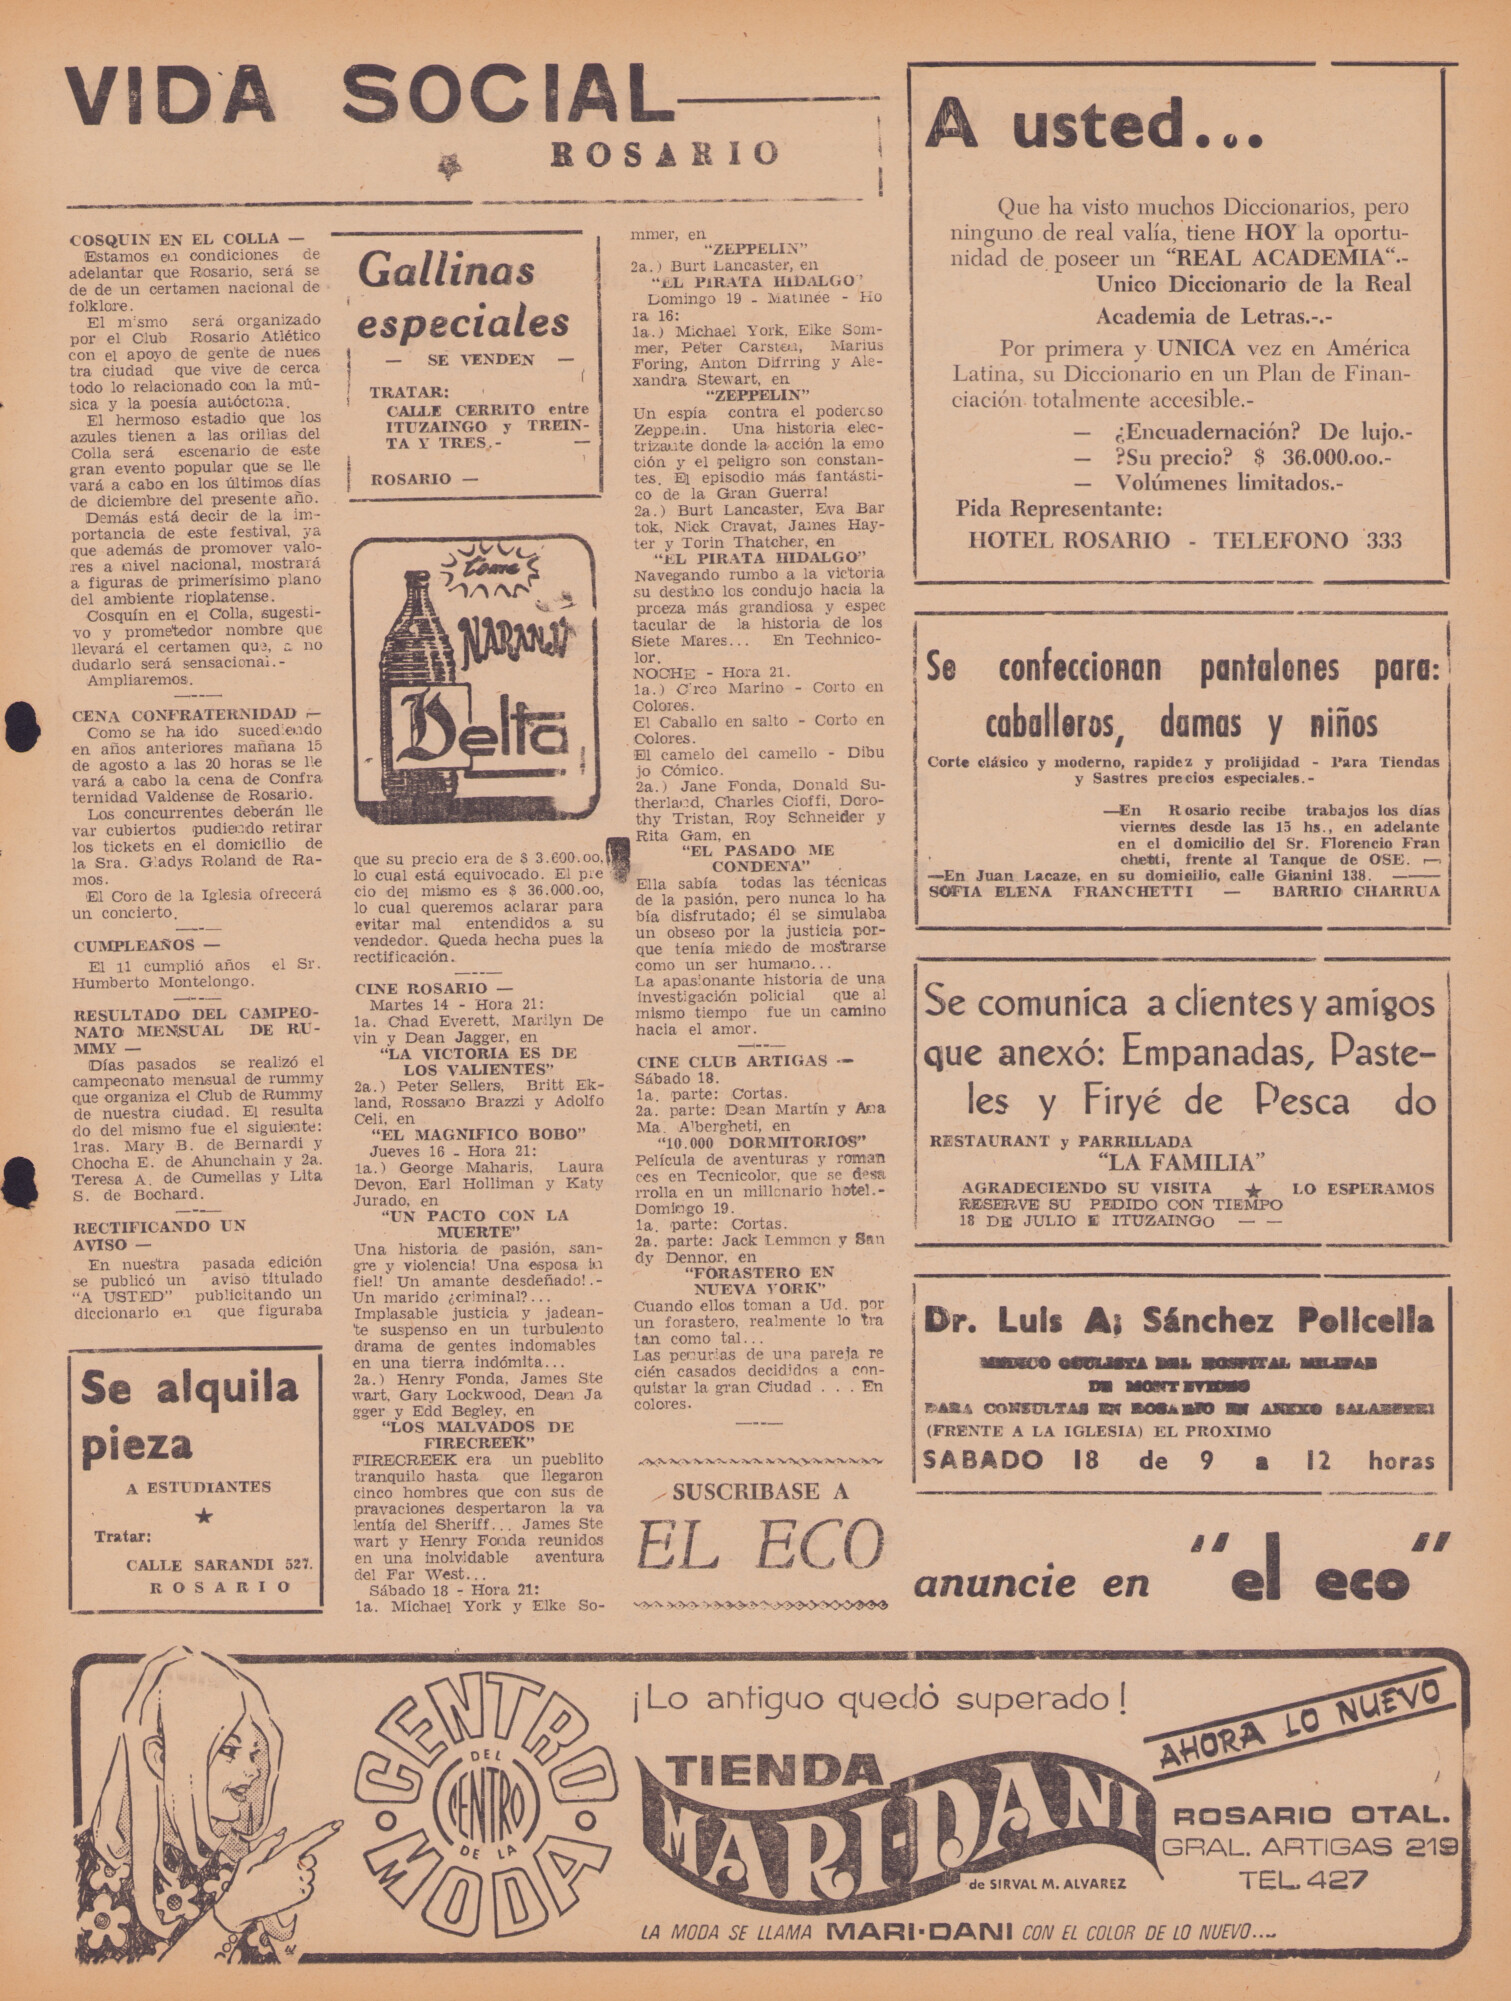 VIDA SOCIAL
ROSARIO
COSQUIN EN EL COLLA —
Estamos en condiciones de
adelantar que Rosario, será se
de de un certamen nacional de
folklore.
El mismo será organizado
por el Club Rosario Atlético
con el apoyo de gente de nues
tra ciudad que vive de cerca
todo lo relacionado con la mú-
sica y la poesía autóctona.
El hermoso estadio que los
azules tienen a las orillas del
Colla será escenario de este
gran evento popular que se lle
vará a cabo en los últimos días
de diciembre del presente año.
Demás está decir de la im-
portancia de este festival, ya
que además de promover valo-
res a nivel nacional, mostrará
a figuras de primerísimo plano
del ambiente rioplatense.
Cosquín en el Colla, sugesti-
vo y prometedor nombre que
llevará el certamen que, a no
dudarlo será sensacional.-
Ampliaremos.
CENA CONFRATERNIDAD —
Como se ha ido sucediendo
en años anteriores mañana 15
de agosto a las 20 horas se lle
vará a cabo la cena de Confra
ternidad Valdense de Rosario.
Los concurrentes deberán lle
var cubiertos pudiendo retirar
los tickets en el domicilio de
la Sra. Gladys Roland de Ra-
mos.
El Coro de la Iglesia ofrecerá
un concierto.
CUMPLEAÑOS —
El 11 cumplió años el Sr.
Humberto Montelongo.
RESULTADO DEL CAMPEO-
NATO MENSUAL DE RU-
MMY —
Días pasados se realizó el
campeonato mensual de rummy
que organiza el Club de Rummy
de nuestra ciudad. El resulta
do del mismo fue el siguiente:
1ras. Mary B. de Bernardi y
Chocha E. de Ahunchain y 2a.
Teresa A. de Cumellas y Lita
S. de Bochard.
RECTIFICANDO UN
AVISO —
En nuestra pasada edición
se publicó un aviso titulado
"A USTED" publicitando un
diccionario en que figuraba
Se alquila
pieza
A ESTUDIANTES
Tratar:
CALLE SARANDI 527.
ROSARIO
Gallinas
especiales
— SE VENDEN —
TRATAR:
CALLE CERRITO entre
ITUZAINGO y TREIN-
TA Y TRES.- —
ROSARIO —
tome
NARANJA
Delta
que su precio era de $ 3.600.oo,
lo cual está equivocado. El pre
cio del mismo es $ 36.000.oo,
lo cual queremos aclarar para
evitar mal entendidos a su
vendedor. Queda hecha pues la
rectificación.
CINE ROSARIO —
Martes 14 - Hora 21:
1a. Chad Everett, Marilyn De
vin y Dean Jagger, en
"LA VICTORIA ES DE
LOS VALIENTES"
2a.) Peter Sellers, Britt Ek-
land, Rossano Brazzi y Adolfo
Celi, en
"EL MAGNIFICO BOBO"
Jueves 16 - Hora 21:
1a.) George Maharis, Laura
Devon, Earl Holliman y Katy
Jurado, en
"UN PACTO CON LA
MUERTE"
Una historia de pasión, san-
gre y violencia! Una esposa in
fiel! Un amante desdeñado!.-
Un marido ¿criminal?...
Implasable justicia y jadean-
te suspenso en un turbulento
drama de gentes indomables
en una tierra indómita...
2a.) Henry Fonda, James Ste
wart, Gary Lockwood, Dean Ja
gger y Edd Begley, en
"LOS MALVADOS DE
FIRECREEK"
FIRECREEK era un pueblito
tranquilo hasta que llegaron
cinco hombres que con sus de
pravaciones despertaron la va
lentía del Sheriff... James Ste
wart y Henry Fonda reunidos
en una inolvidable aventura
del Far West...
Sábado 18 - Hora 21:
1a. Michael York y Elke So-
mmer, en
"ZEPPELIN"
2a.) Burt Lancaster, en
"EL PIRATA HIDALGO"
Domingo 19 - Matinée - Ho
ra 16:
1a.) Michael York, Elke Som-
mer, Peter Carsten, Marius
Foring, Anton Difrring y Ale-
xandra Stewart, en
"ZEPPELIN"
Un espía contra el poderoso
Zeppelin. Una historia elec-
trizante donde la acción la emo
ción y el peligro son constan-
tes. El episodio más fantásti-
co de la Gran Guerra!
2a.) Burt Lancaster, Eva Bar
tok, Nick Cravat, James Hay-
ter y Torin Thatcher, en
"EL PIRATA HIDALGO"
Navegando rumbo a la victoria
su destino los condujo hacia la
proeza más grandiosa y espec
tacular de la historia de los
Siete Mares... En Technico-
lor.
NOCHE - Hora 21.
1a.) Circo Marino - Corto en
Colores.
El Caballo en salto - Corto en
Colores.
El camelo del camello - Dibu
jo Cómico.
2a.) Jane Fonda, Donald Su-
therland, Charles Cioffi, Doro-
thy Tristan, Roy Schneider y
Rita Gam, en
"EL PASADO ME
CONDENA"
Ella sabía todas las técnicas
de la pasión, pero nunca lo ha
bía disfrutado; él se simulaba
un obseso por la justicia por-
que tenía miedo de mostrarse
como un ser humano...
La apasionante historia de una
investigación policial que al
mismo tiempo fue un camino
hacia el amor.
CINE CLUB ARTIGAS —
Sábado 18.
1a. parte: Cortas.
2a. parte: Dean Martín y Ana
Ma. Albergheti, en
"10.000 DORMITORIOS"
Película de aventuras y roman
ces en Tecnicolor, que se desa
rrolla en un millonario hotel.-
Domingo 19.
1a. parte: Cortas.
2a. parte: Jack Lemmon y San
dy Dennor, en
"FORASTERO EN
NUEVA YORK"
Cuando ellos toman a Ud. por
un forastero, realmente lo tra
tan como tal...
Las penurias de una pareja re
cién casados decididos a con-
quistar la gran Ciudad . . . En
colores.
SUSCRIBASE A
EL ECO
A usted...
Que ha visto muchos Diccionarios, pero
ninguno de real valía, tiene HOY la oportu-
nidad de poseer un "REAL ACADEMIA".-
Unico Diccionario de la Real
Academia de Letras.-.-
Por primera y UNICA vez en América
Latina, su Diccionario en un Plan de Finan-
ciación totalmente accesible.-
— ¿Encuadernación? De lujo.-
— ?Su precio? $ 36.000.oo.-
— Volúmenes limitados.-
Pida Representante:
HOTEL ROSARIO - TELEFONO 333
Se confeccionan pantalones para:
caballeros, damas y niños
Corte clásico y moderno, rapidez y prolijidad - Para Tiendas
y Sastres precios especiales.-
—En Rosario recibe trabajos los días
viernes desde las 15 hs., en adelante
en el domicilio del Sr. Florencio Fran
chetti, frente al Tanque de OSE. —
—En Juan Lacaze, en su domicilio, calle Gianini 138. ——
SOFIA ELENA FRANCHETTI — BARRIO CHARRUA
Se comunica a clientes y amigos
que anexó: Empanadas, Paste-
les y Firyé de Pesca do
RESTAURANT y PARRILLADA
"LA FAMILIA"
AGRADECIENDO SU VISITA ★ LO ESPERAMOS
RESERVE SU PEDIDO CON TIEMPO
18 DE JULIO E ITUZAINGO — —
Dr. Luis A; Sánchez Policella
MEDICO OCULISTA DEL HOSPITAL MILITAR
DE MONTEVIDEO
PARA CONSULTAS EN ROSARIO EN ANEXO SALABERRI
(FRENTE A LA IGLESIA) EL PROXIMO
SABADO 18 de 9 a 12 horas
anuncie en "el eco"
CENTRO
DEL
CENTRO
DE LA
MODA
¡Lo antiguo quedó superado!
TIENDA
MARI-DANI
de SIRVAL M. ALVAREZ
LA MODA SE LLAMA MARI-DANI CON EL COLOR DE LO NUEVO....
AHORA LO NUEVO
ROSARIO OTAL.
GRAL. ARTIGAS 219
TEL. 427